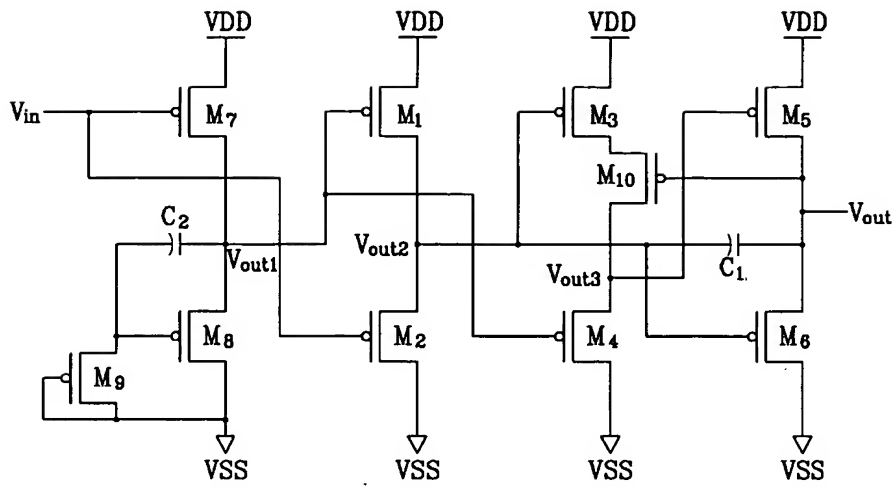 VDD VDD VDD VDD
Vin M7 M1 M3 M5
M10
C2 Vout
Vout1 Vout2 Vout3 C1.
M8 M2 M4 M6
M9
VSS VSS VSS VSS